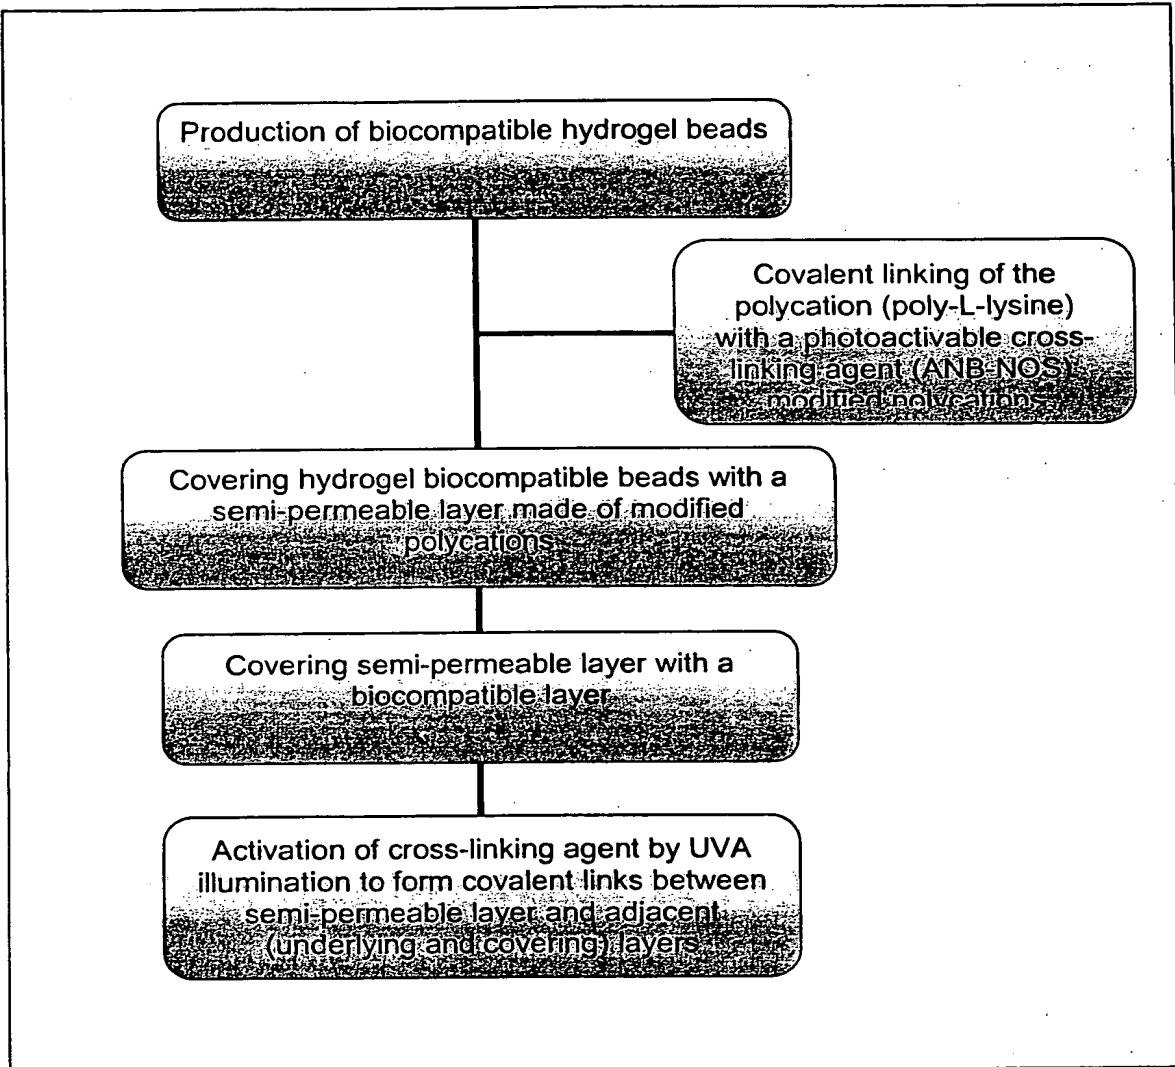 Production of biocompatible hydrogel beads
Covalent linking of the
polycation (poly-L-lysine)
with a photoactivable cross-
linking agent (ANB-NOS)
modified polycations
Covering hydrogel biocompatible beads with a
semi-permeable layer made of modified
polycations
Covering semi-permeable layer with a
biocompatible layer
Activation of cross-linking agent by UVA
illumination to form covalent links between
semi-permeable layer and adjacent
(underlying and covering) layers